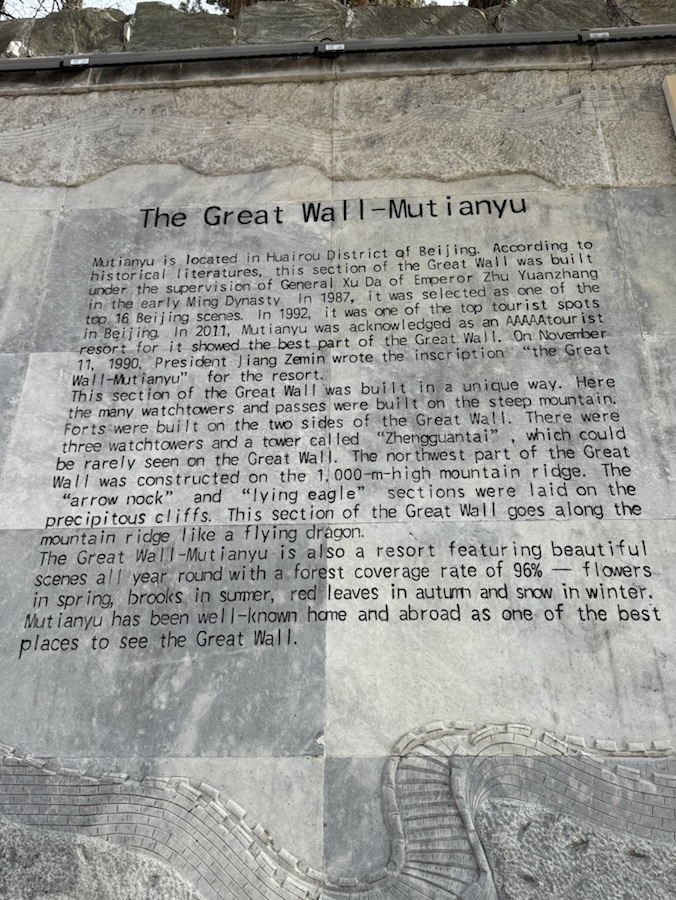 The Great Wall-Mutianyu
Mutianyu is located in Huairou District of Beijing. According to
historical literatures, this section of the Great Wall was built
under the supervision of General Xu Da of Emperor Zhu Yuanzhang
in the early Ming Dynasty. In 1987, it was selected as one of the
top 16 Beijing scenes. In 1992, it was one of the top tourist spots
in Beijing. In 2011, Mutianyu was acknowledged as an AAAAAtourist
resort for it showed the best part of the Great Wall. On November
11, 1990, President Jiang Zemin wrote the inscription "the Great
Wall-Mutianyu" for the resort.
This section of the Great Wall was built in a unique way. Here
the many watchtowers and passes were built on the steep mountain.
Forts were built on the two sides of the Great Wall. There were
three watchtowers and a tower called "Zhengguantai", which could
be rarely seen on the Great Wall. The northwest part of the Great
Wall was constructed on the 1,000-m-high mountain ridge. The
"arrow nock" and "lying eagle" sections were laid on the
precipitous cliffs. This section of the Great Wall goes along the
mountain ridge like a flying dragon.
The Great Wall-Mutianyu is also a resort featuring beautiful
scenes all year round with a forest coverage rate of 96% — flowers
in spring, brooks in summer, red leaves in autumn and snow in winter.
Mutianyu has been well-known home and abroad as one of the best
places to see the Great Wall.